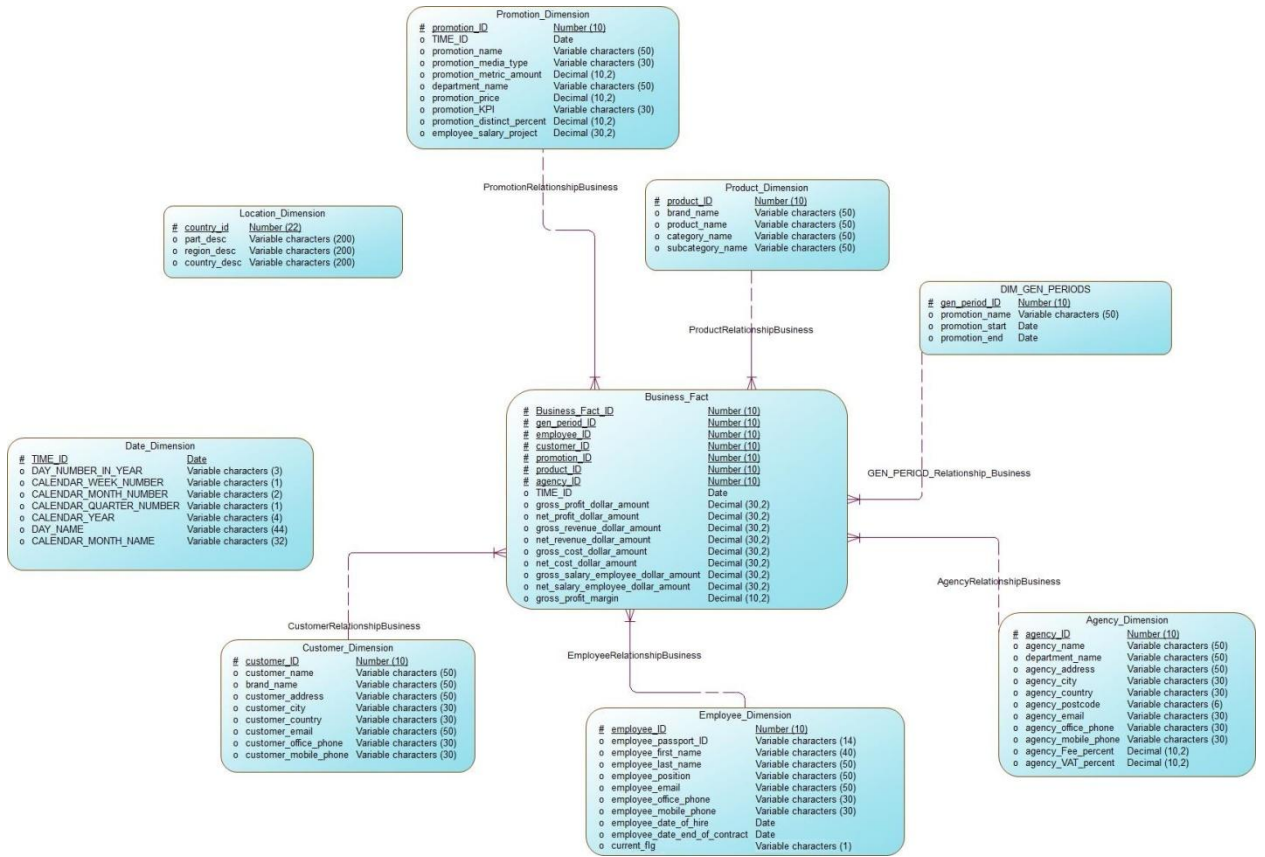 Promotion_Dimension
# promotion_ID Number (10)
o TIME_ID Date
o promotion_name Variable characters (50)
o promotion_media_type Variable characters (30)
o promotion_metric_amount Decimal (10,2)
o department_name Variable characters (50)
o promotion_price Decimal (10,2)
o promotion_KPI Variable characters (30)
o promotion_distinct_percent Decimal (10,2)
o employee_salary_project Decimal (30,2)
PromotionRelationshipBusiness
Product_Dimension
# product_ID Number (10)
o brand_name Variable characters (50)
o product_name Variable characters (50)
o category_name Variable characters (50)
o subcategory_name Variable characters (50)
Location_Dimension
# country_id Number (22)
o part_desc Variable characters (200)
o region_desc Variable characters (200)
o country_desc Variable characters (200)
DIM_GEN_PERIODS
# gen_period_ID Number (10)
o promotion_name Variable characters (50)
o promotion_start Date
o promotion_end Date
ProductRelationshipBusiness
Business_Fact
# Business_Fact_ID Number (10)
# gen_period_ID Number (10)
# employee_ID Number (10)
# customer_ID Number (10)
# promotion_ID Number (10)
# product_ID Number (10)
# agency_ID Number (10)
o TIME_ID Date
o gross_profit_dollar_amount Decimal (30,2)
o net_profit_dollar_amount Decimal (30,2)
o gross_revenue_dollar_amount Decimal (30,2)
o net_revenue_dollar_amount Decimal (30,2)
o gross_cost_dollar_amount Decimal (30,2)
o net_cost_dollar_amount Decimal (30,2)
o gross_salary_employee_dollar_amount Decimal (30,2)
o net_salary_employee_dollar_amount Decimal (30,2)
o gross_profit_margin Decimal (10,2)
GEN_PERIOD_Relationship_Business
Date_Dimension
# TIME_ID Date
o DAY_NUMBER_IN_YEAR Variable characters (3)
o CALENDAR_WEEK_NUMBER Variable characters (1)
o CALENDAR_MONTH_NUMBER Variable characters (2)
o CALENDAR_QUARTER_NUMBER Variable characters (1)
o CALENDAR_YEAR Variable characters (4)
o DAY_NAME Variable characters (44)
o CALENDAR_MONTH_NAME Variable characters (32)
AgencyRelationshipBusiness
CustomerRelationshipBusiness
Customer_Dimension
# customer_ID Number (10)
o customer_name Variable characters (50)
o brand_name Variable characters (50)
o customer_address Variable characters (50)
o customer_city Variable characters (30)
o customer_country Variable characters (30)
o customer_email Variable characters (50)
o customer_office_phone Variable characters (30)
o customer_mobile_phone Variable characters (30)
EmployeeRelationshipBusiness
Agency_Dimension
# agency_ID Number (10)
o agency_name Variable characters (50)
o department_name Variable characters (50)
o agency_address Variable characters (50)
o agency_city Variable characters (30)
o agency_country Variable characters (30)
o agency_postcode Variable characters (6)
o agency_email Variable characters (30)
o agency_office_phone Variable characters (30)
o agency_mobile_phone Variable characters (30)
o agency_Fee_percent Decimal (10,2)
o agency_VAT_percent Decimal (10,2)
Employee_Dimension
# employee_ID Number (10)
o employee_passport_ID Variable characters (14)
o employee_first_name Variable characters (40)
o employee_last_name Variable characters (50)
o employee_position Variable characters (50)
o employee_email Variable characters (50)
o employee_office_phone Variable characters (30)
o employee_mobile_phone Variable characters (30)
o employee_date_of_hire Date
o employee_date_end_of_contract Date
o current_flg Variable characters (1)